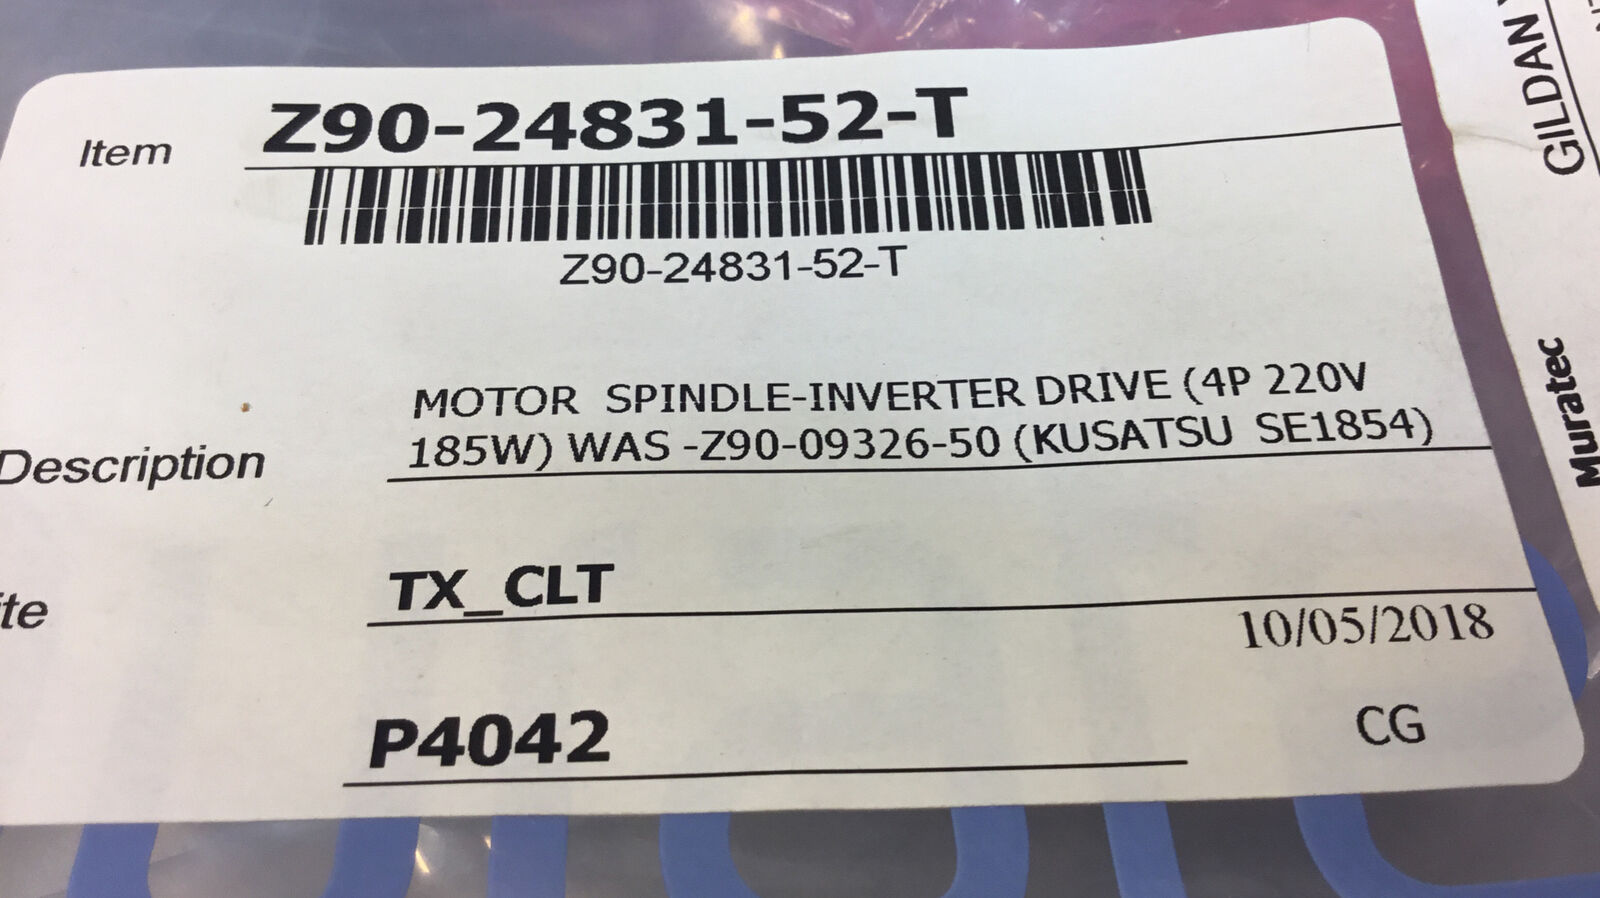 Item Z90-24831-52-T
Z90-24831-52-T
Description MOTOR SPINDLE-INVERTER DRIVE (4P 220V
185W) WAS -Z90-09326-50 (KUSATSU SE1854)
ite TX_CLT
10/05/2018
P4042
CG
GILDAN
Muratec